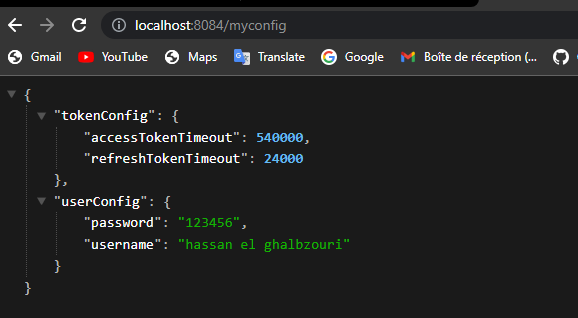 localhost:8084/myconfig
Gmail YouTube Maps Translate Google Boîte de réception (...
{
"tokenConfig": {
"accessTokenTimeout": 540000,
"refreshTokenTimeout": 24000
},
"userConfig": {
"password": "123456",
"username": "hassan el ghalbzouri"
}
}